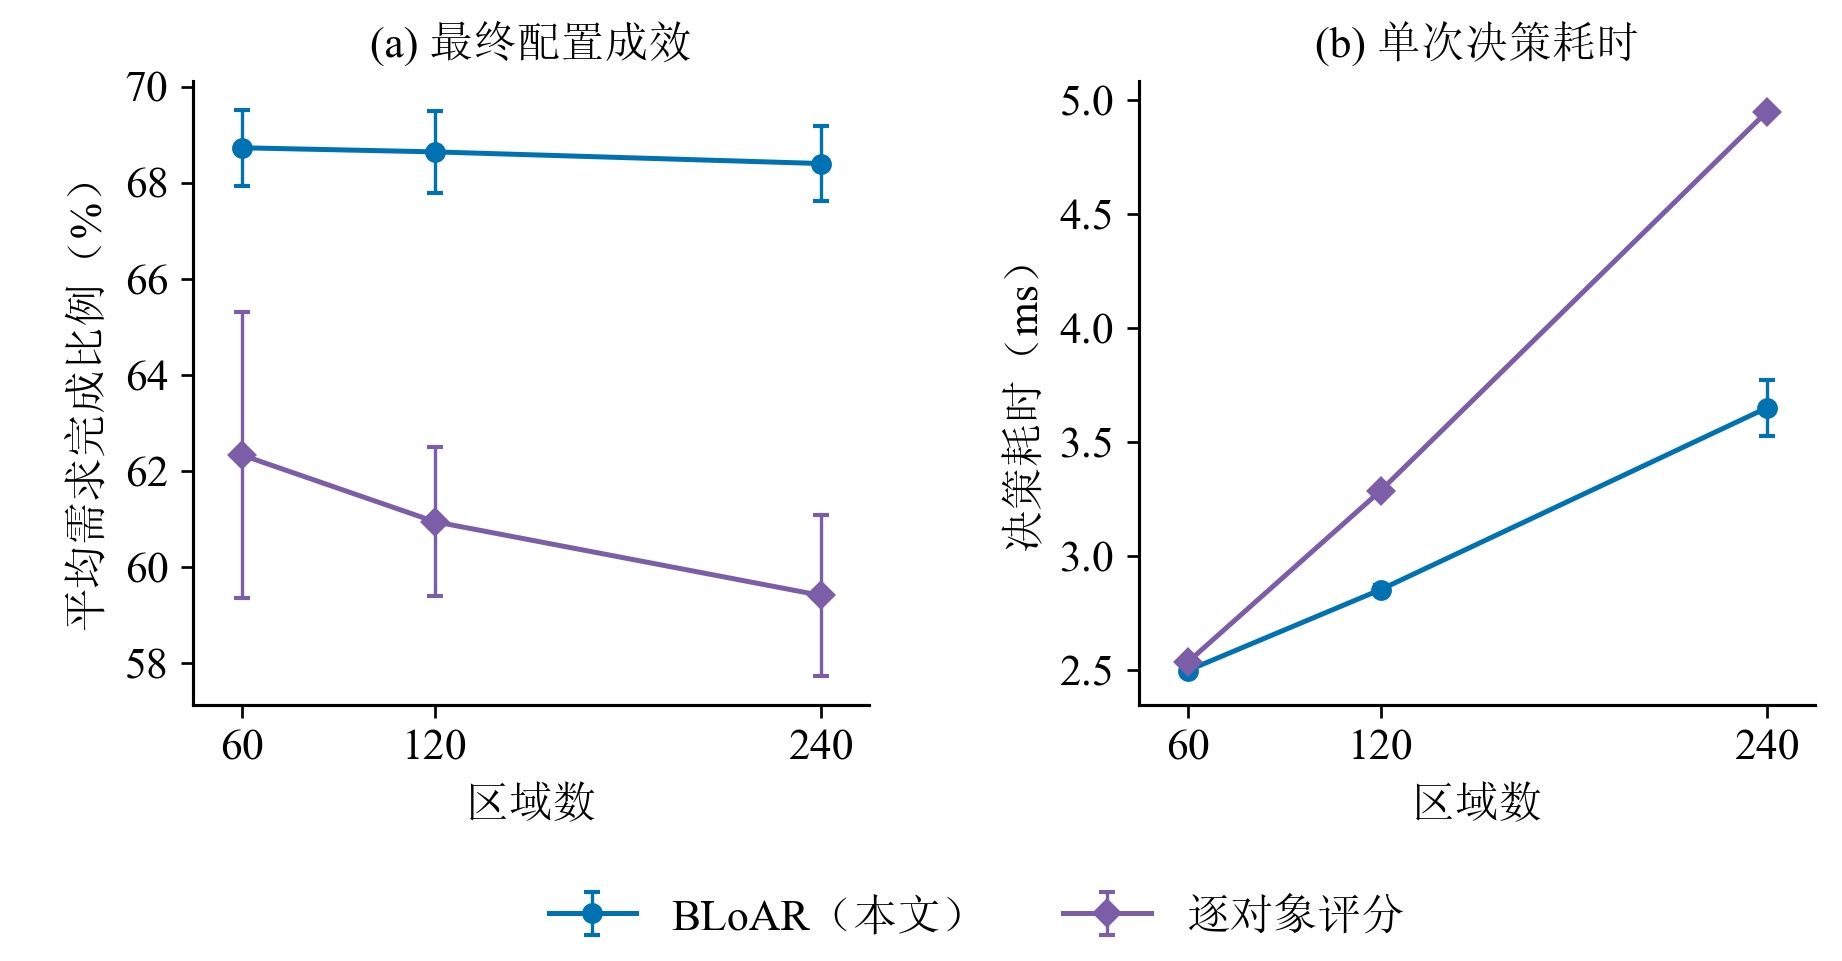 (a) 最终配置成效
平均需求完成比例（%）
70
68
66
64
62
60
58
60
120
240
区域数
(b) 单次决策耗时
决策耗时（ms）
5.0
4.5
4.0
3.5
3.0
2.5
60
120
240
区域数
BLoAR（本文）
逐对象评分